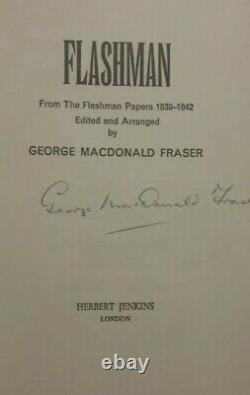 FLASHMAN
From The Flashman Papers 1839-1842
Edited and Arranged
by
GEORGE MACDONALD FRASER
George MacDonald Fraser
HERBERT JENKINS
LONDON